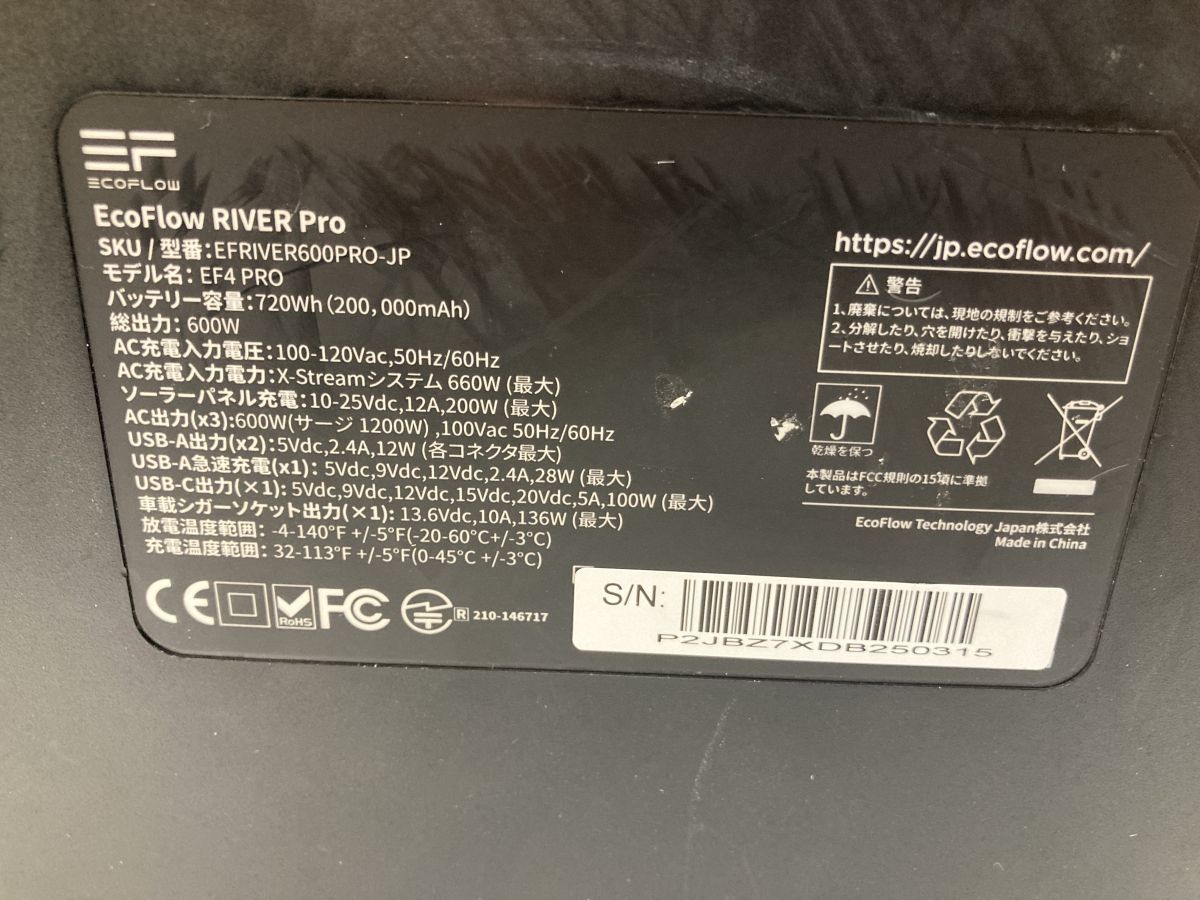 EF
ECOFLOW
EcoFlow RIVER Pro
SKU / 型番:EFRIVER600PRO-JP
モデル名: EF4 PRO
バッテリー容量:720Wh (200,000mAh)
総出力: 600W
AC充電入力電圧:100-120Vac,50Hz/60Hz
AC充電入力電力:X-Streamシステム 660W (最大)
ソーラーパネル充電:10-25Vdc,12A,200W (最大)
AC出力(x3):600W(サージ 1200W) ,100Vac 50Hz/60Hz
USB-A出力(x2):5Vdc,2.4A,12W (各コネクタ最大)
USB-A急速充電(x1): 5Vdc,9Vdc,12Vdc,2.4A,28W (最大)
USB-C出力(×1): 5Vdc,9Vdc,12Vdc,15Vdc,20Vdc,5A,100W (最大)
車載シガーソケット出力(×1): 13.6Vdc,10A,136W (最大)
放電温度範囲: -4-140°F +/-5°F(-20-60°C+/-3°C)
充電温度範囲: 32-113°F +/-5°F(0-45°C +/-3°C)
CE RoHS FC R 210-146717
https://jp.ecoflow.com/
警告
1、廃棄については、現地の規制をご参考ください。
2、分解したり、穴を開けたり、衝撃を与えたり、ショ
ートさせたり、焼却したりしないでください。
乾燥を保つ
本製品はFCC規則の15項に準拠
しています。
EcoFlow Technology Japan株式会社
Made in China
S/N:
P2JBZ7XDB250315